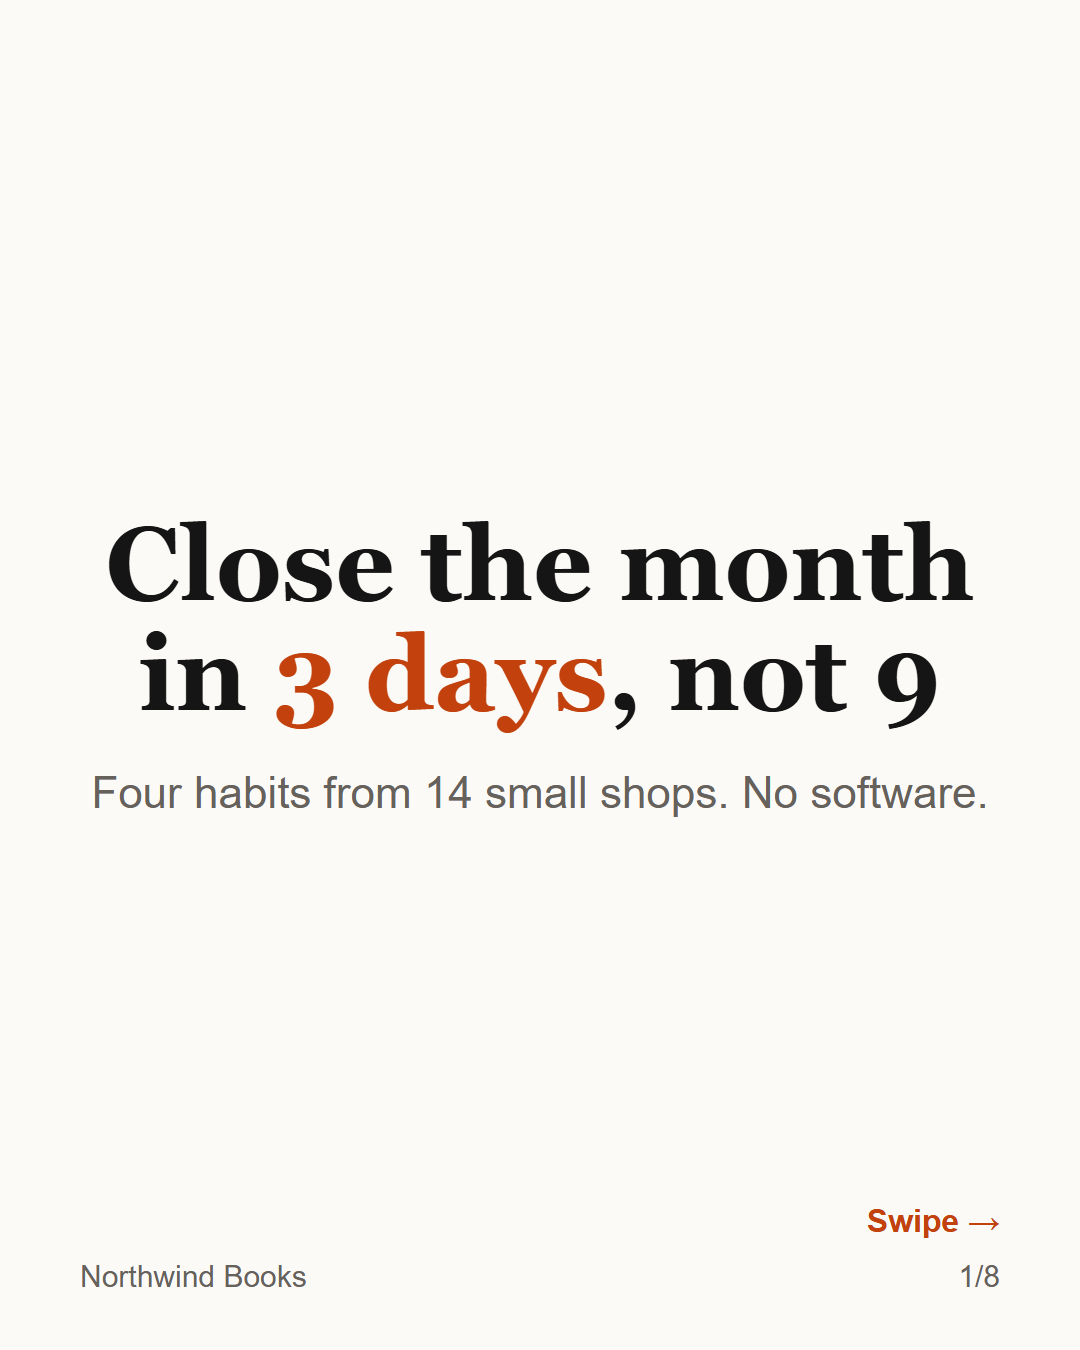 Close the month
in 3 days, not 9
Four habits from 14 small shops. No software.
Swipe →
Northwind Books
1/8